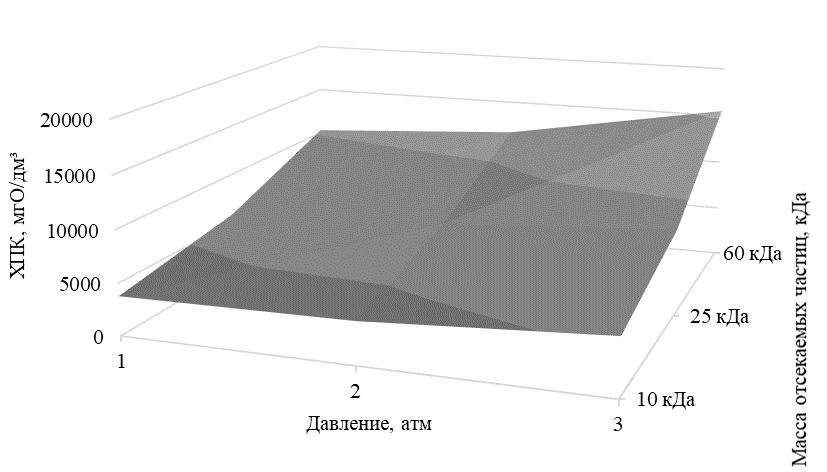 20000
15000
10000
5000
0
ХПК, мгО/дм³
1
2
3
Давление, атм
60 кДа
25 кДа
10 кДа
Масса отсекаемых частиц, кДа